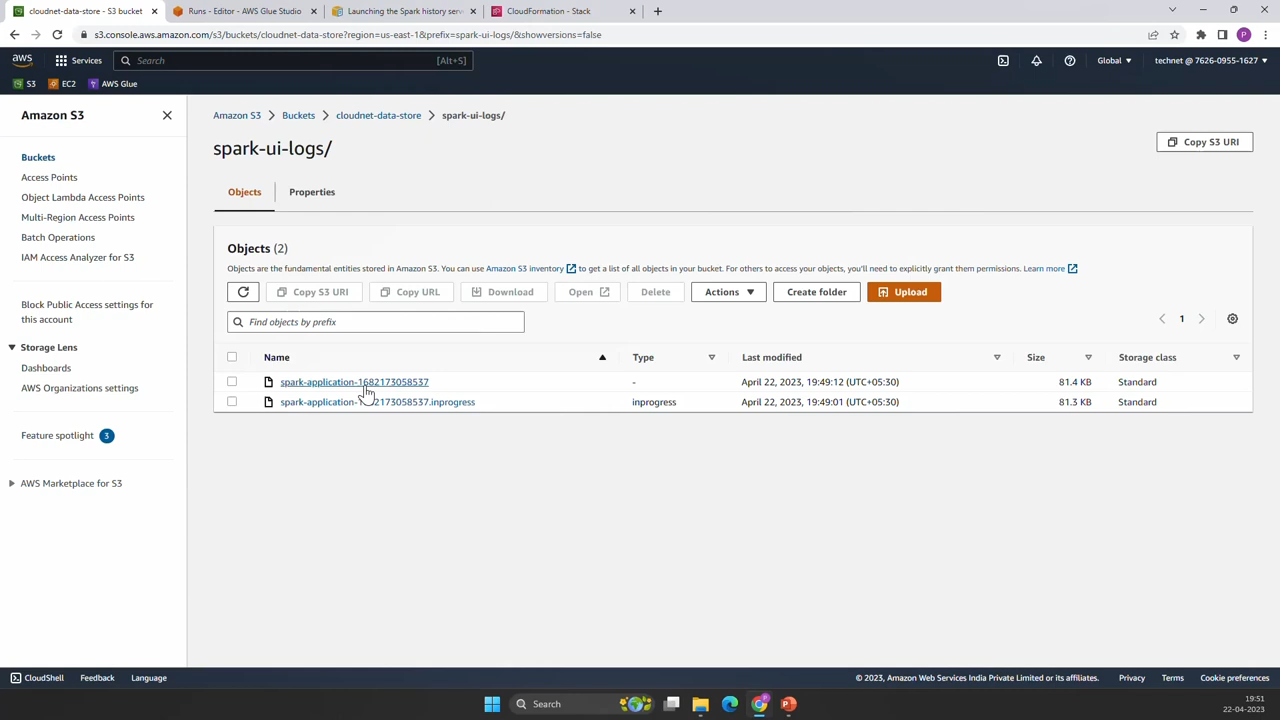 cloudnet-data-store - S3 bucket
Runs - Editor - AWS Glue Studio
Launching the Spark history serv
CloudFormation - Stack
s3.console.aws.amazon.com/s3/buckets/cloudnet-data-store?region=us-east-1&prefix=spark-ui-logs/&showversions=false
P
aws
Services
Search
[Alt+S]
Global
technet @ 7626-0955-1627
S3
EC2
AWS Glue
Amazon S3
Buckets
Access Points
Object Lambda Access Points
Multi-Region Access Points
Batch Operations
IAM Access Analyzer for S3
Block Public Access settings for
this account
Storage Lens
Dashboards
AWS Organizations settings
Feature spotlight 3
AWS Marketplace for S3
Amazon S3 > Buckets > cloudnet-data-store > spark-ui-logs/
spark-ui-logs/
Copy S3 URI
Objects
Properties
Objects (2)
Objects are the fundamental entities stored in Amazon S3. You can use Amazon S3 inventory to get a list of all objects in your bucket. For others to access your objects, you'll need to explicitly grant them permissions. Learn more
Copy S3 URI
Copy URL
Download
Open
Delete
Actions
Create folder
Upload
Find objects by prefix
1
Name
Type
Last modified
Size
Storage class
spark-application-1682173058537 - April 22, 2023, 19:49:12 (UTC+05:30) 81.4 KB Standard
spark-application- 2173058537.inprogress inprogress April 22, 2023, 19:49:01 (UTC+05:30) 81.3 KB Standard
CloudShell
Feedback
Language
© 2023, Amazon Web Services India Private Limited or its affiliates.
Privacy
Terms
Cookie preferences
Search
19:51
22-04-2023